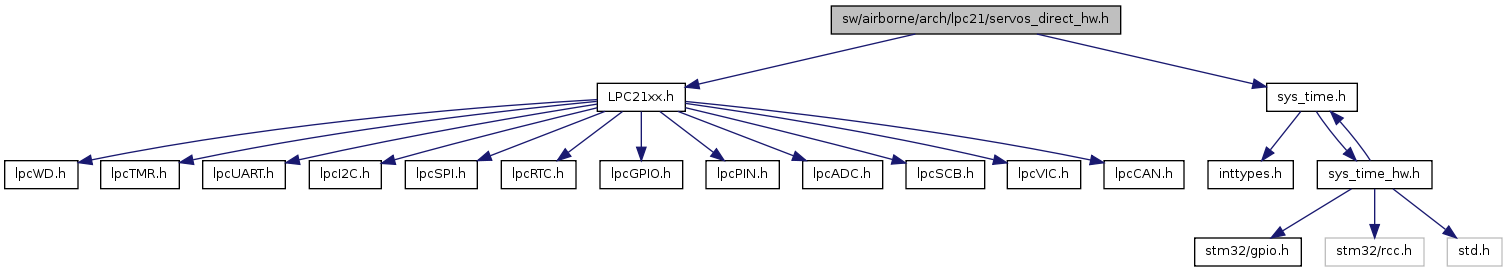 sw/airborne/arch/lpc21/servos_direct_hw.h
LPC21xx.h
sys_time.h
lpcWD.h
lpcTMR.h
lpcUART.h
lpcI2C.h
lpcSPI.h
lpcRTC.h
lpcGPIO.h
lpcPIN.h
lpcADC.h
lpcSCB.h
lpcVIC.h
lpcCAN.h
inttypes.h
sys_time_hw.h
stm32/gpio.h
stm32/rcc.h
std.h